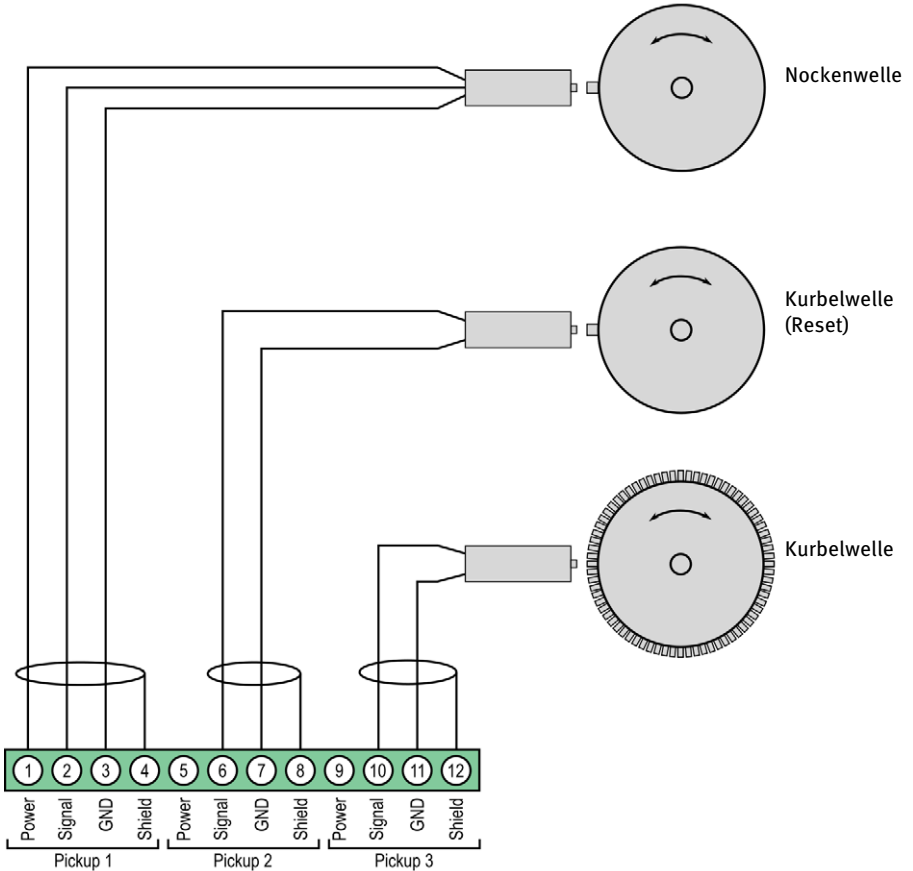 Nockenwelle
Kurbelwelle
(Reset)
Kurbelwelle
1 2 3 4 5 6 7 8 9 10 11 12
Power Signal GND Shield Power Signal GND Shield Power Signal GND Shield
Pickup 1 Pickup 2 Pickup 3